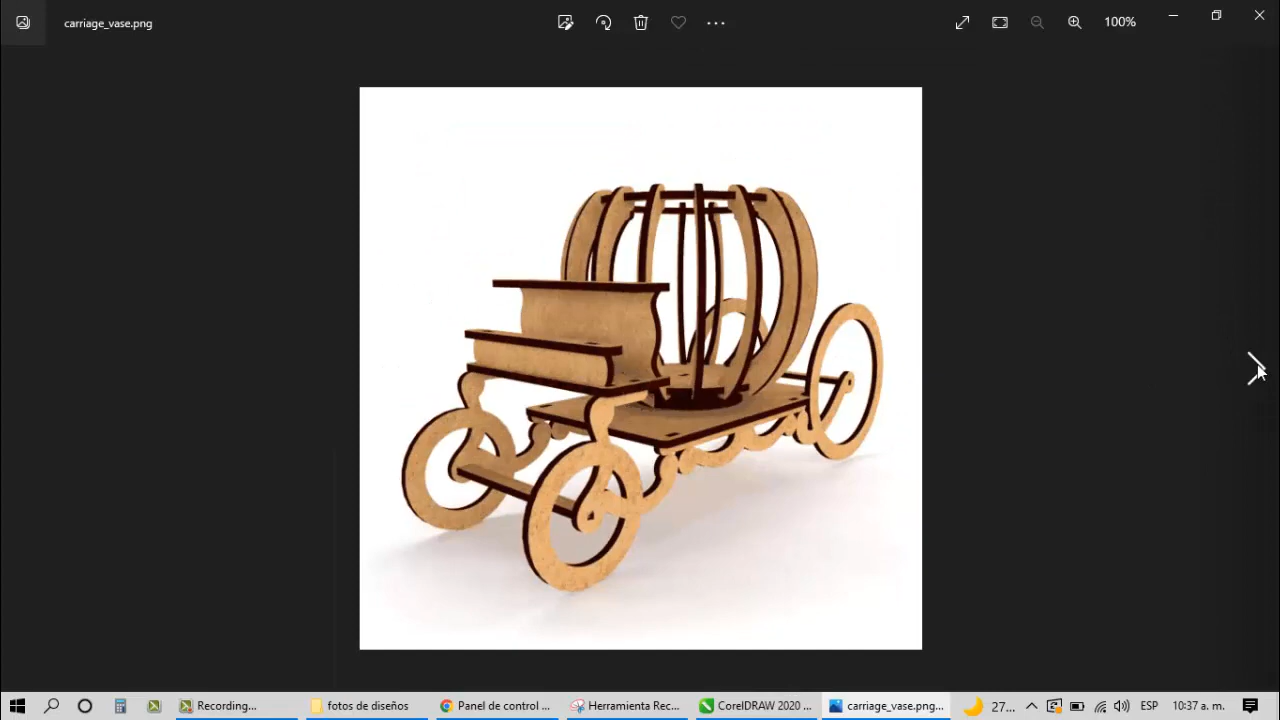 carriage_vase.png
100%
Recording...
fotos de diseños
Panel de control ...
Herramienta Rec...
CorelDRAW 2020 ...
carriage_vase.png...
27...
ESP
10:37 a. m.